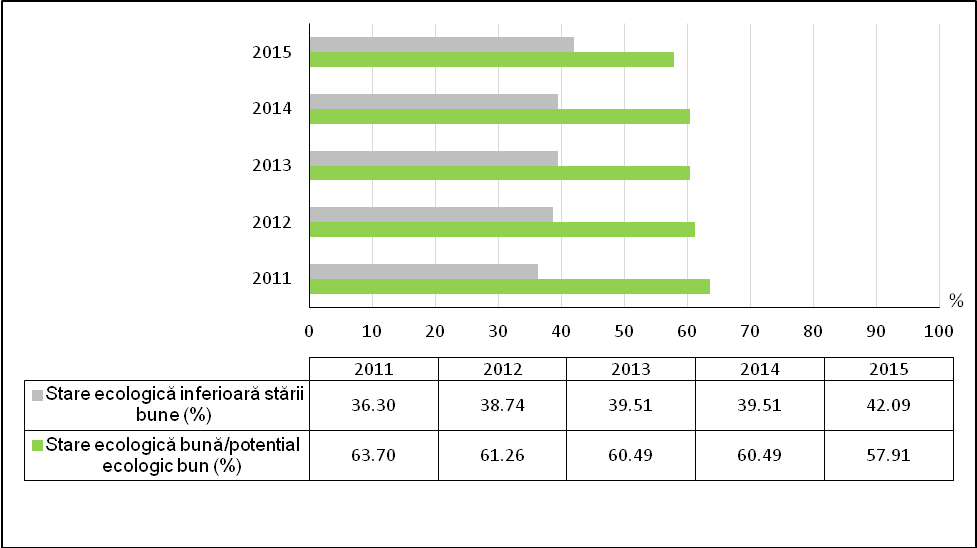 2015
2014
2013
2012
2011
%
0 10 20 30 40 50 60 70 80 90 100
2011 2012 2013 2014 2015
Stare ecologică inferioară stării
bune (%)
36.30 38.74 39.51 39.51 42.09
Stare ecologică bună/potential
ecologic bun (%)
63.70 61.26 60.49 60.49 57.91